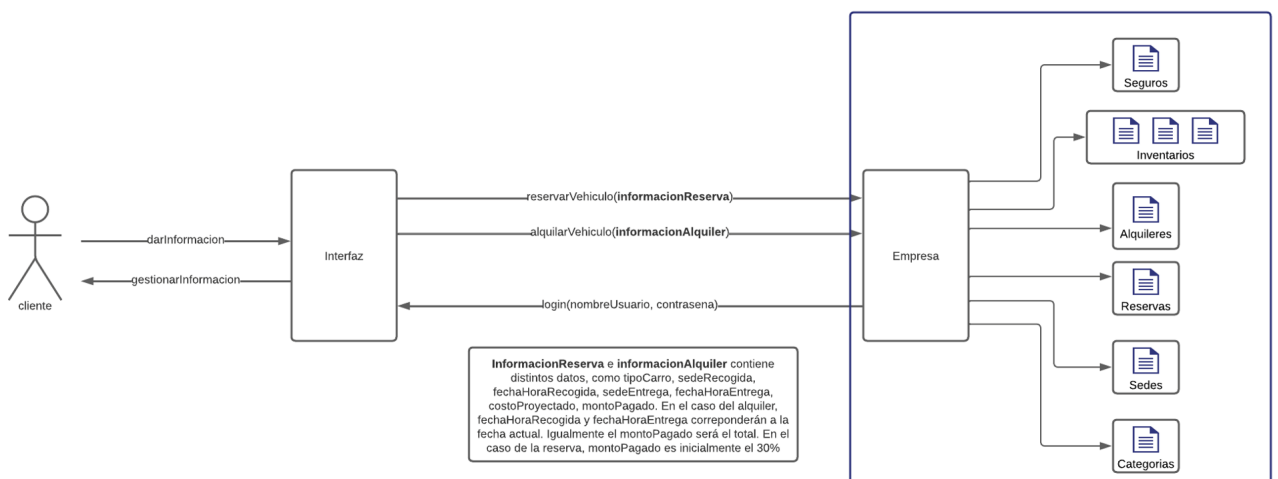 Seguros
Inventarios
reservarVehiculo(informacionReserva)
alquilarVehiculo(informacionAlquiler)
Alquileres
darInformacion
Interfaz
Empresa
gestionarInformacion
cliente
login(nombreUsuario, contrasena)
Reservas
Sedes
Categorias
InformacionReserva e informacionAlquiler contiene
distintos datos, como tipoCarro, sedeRecogida,
fechaHoraRecogida, sedeEntrega, fechaHoraEntrega,
costoProyectado, montoPagado. En el caso del alquiler,
fechaHoraRecogida y fechaHoraEntrega correponderán a la
fecha actual. Igualmente el montoPagado será el total. En el
caso de la reserva, montoPagado es inicialmente el 30%